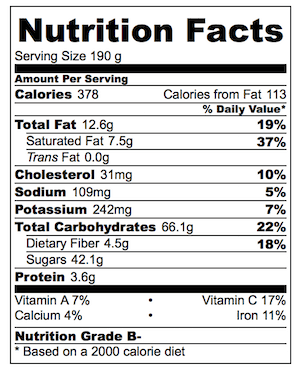 Nutrition Facts
Serving Size 190 g
Amount Per Serving
Calories 378 Calories from Fat 113
% Daily Value*
Total Fat 12.6g 19%
Saturated Fat 7.5g 37%
Trans Fat 0.0g
Cholesterol 31mg 10%
Sodium 109mg 5%
Potassium 242mg 7%
Total Carbohydrates 66.1g 22%
Dietary Fiber 4.5g 18%
Sugars 42.1g
Protein 3.6g
Vitamin A 7% • Vitamin C 17%
Calcium 4% • Iron 11%
Nutrition Grade B-
* Based on a 2000 calorie diet